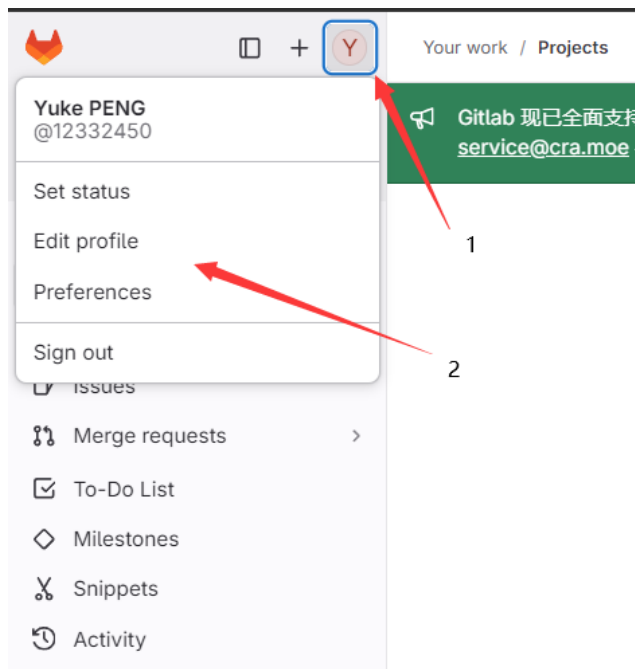 Y
Your work / Projects
Yuke PENG
@12332450
Gitlab 现已全面支持
service@cra.moe
Set status
Edit profile
1
Preferences
Sign out
2
Issues
Merge requests
To-Do List
Milestones
Snippets
Activity